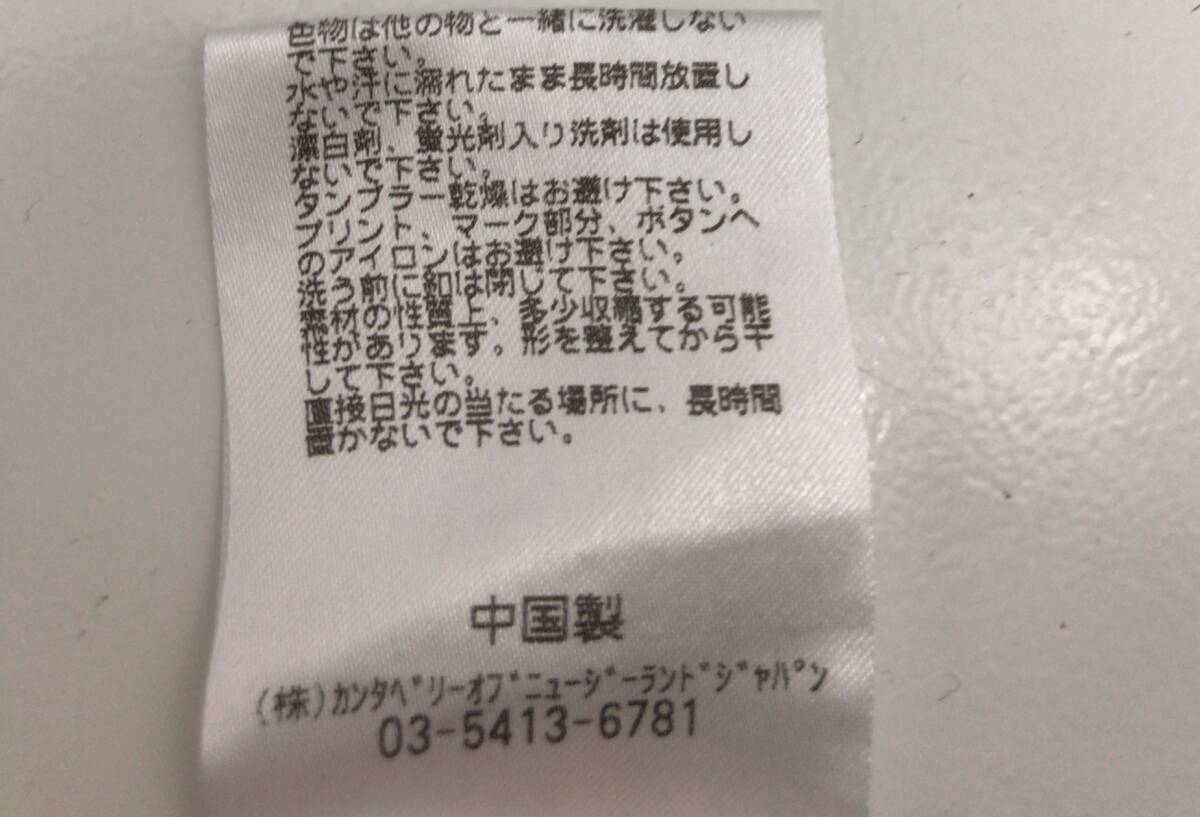 色物は他の物と一緒に洗濯しない
で下さい。
水や汗に濡れたまま長時間放置し
ないで下さい。
漂白剤、蛍光剤入り洗剤は使用し
ないで下さい。
タンブラー乾燥はお避け下さい。
プリント、マーク部分、ボタンへ
のアイロンはお避け下さい。
洗う前に釦は閉じて下さい。
素材の性質上、多少収縮する可能
性があります。形を整えてから干
して下さい。
直接日光の当たる場所に、長時間
置かないで下さい。
中国製
(株)ｶﾝﾀﾍﾞﾘｰｵﾌﾞﾆｭｰｼﾞｰﾗﾝﾄﾞｼﾞｬﾊﾟﾝ
03-5413-6781